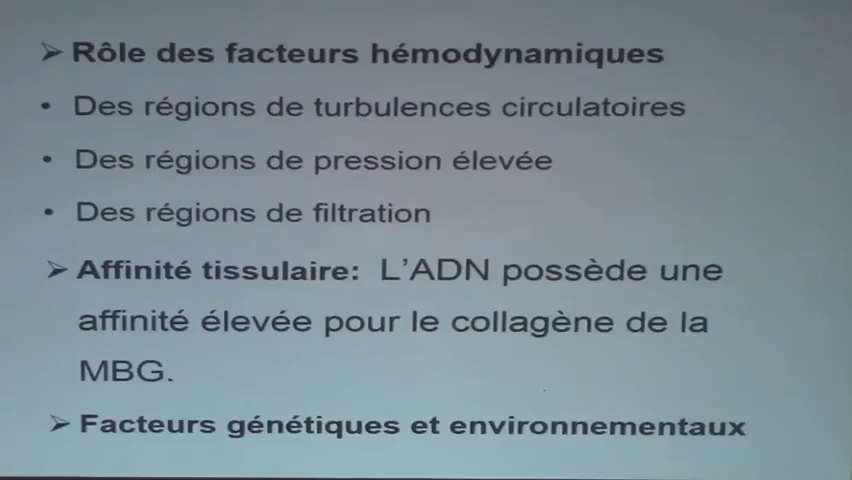 ➢ Rôle des facteurs hémodynamiques
• Des régions de turbulences circulatoires
• Des régions de pression élevée
• Des régions de filtration
➢ Affinité tissulaire: L’ADN possède une
affinité élevée pour le collagène de la
MBG.
➢ Facteurs génétiques et environnementaux